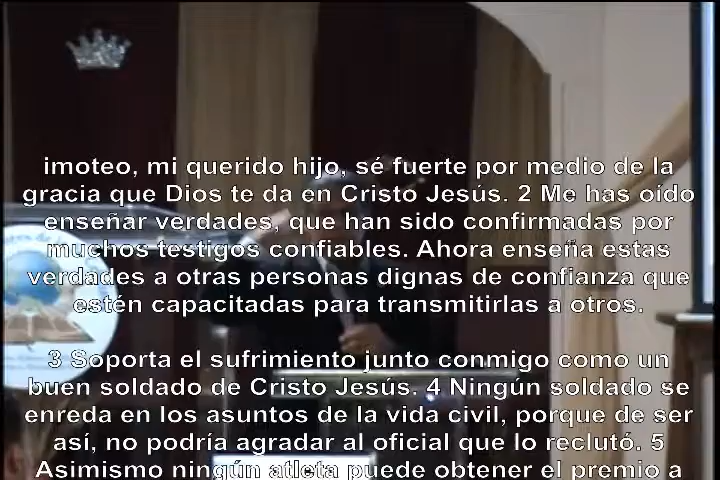 imoteo, mi querido hijo, sé fuerte por medio de la
gracia que Dios te da en Cristo Jesús. 2 Me has oído
enseñar verdades, que han sido confirmadas por
muchos testigos confiables. Ahora enseña estas
verdades a otras personas dignas de confianza que
estén capacitadas para transmitirlas a otros.
3 Soporta el sufrimiento junto conmigo como un
buen soldado de Cristo Jesús. 4 Ningún soldado se
enreda en los asuntos de la vida civil, porque de ser
así, no podría agradar al oficial que lo reclutó. 5
Asimismo ningún atleta puede obtener el premio a